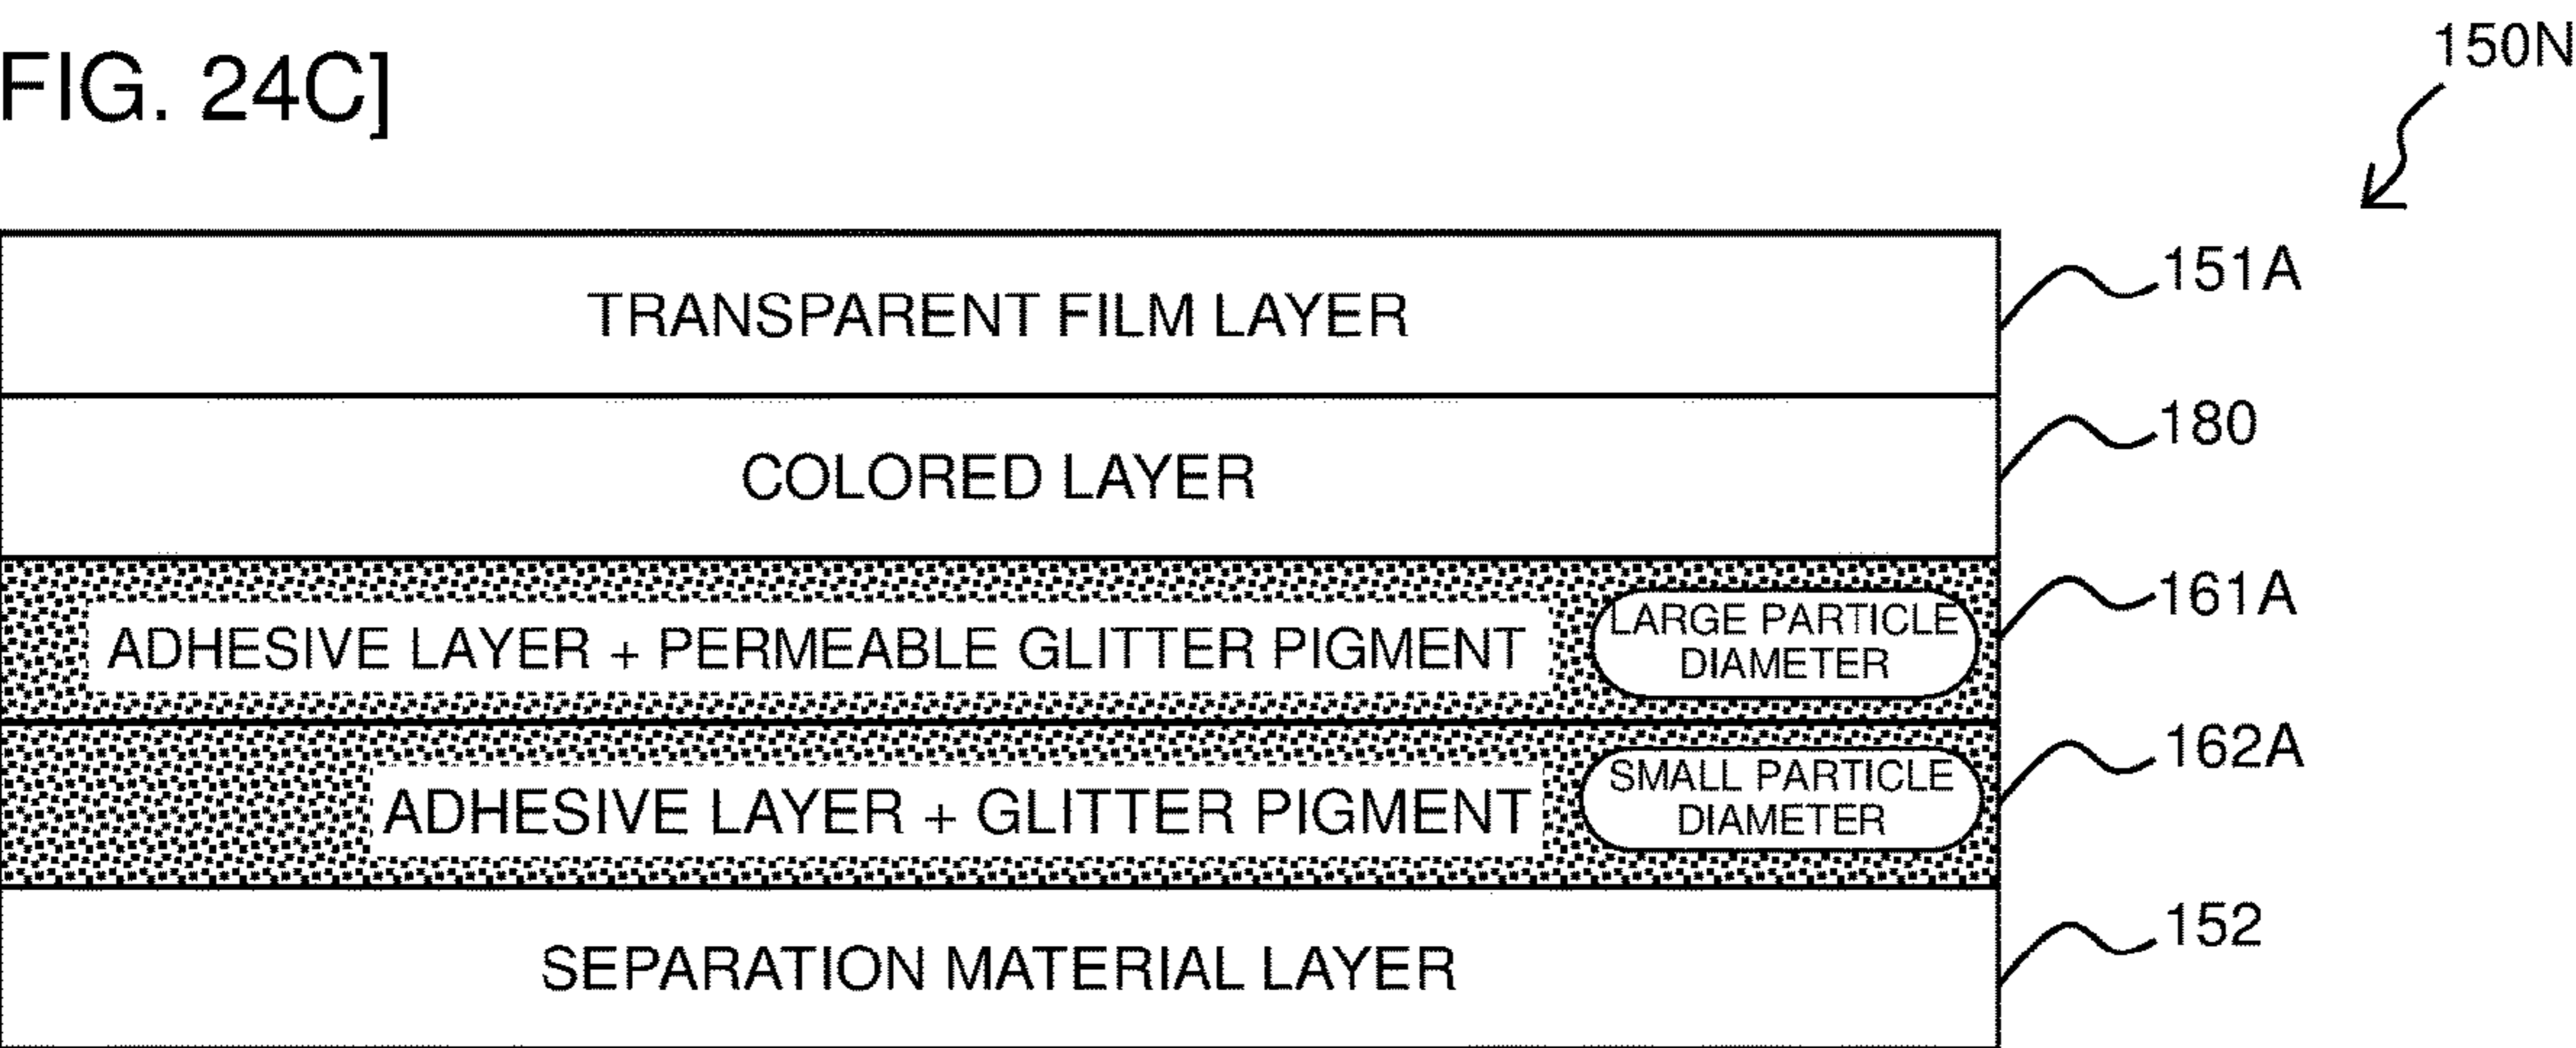 FIG. 24C]
150N
TRANSPARENT FILM LAYER
151A
COLORED LAYER
180
ADHESIVE LAYER + PERMEABLE GLITTER PIGMENT
LARGE PARTICLE
DIAMETER
161A
ADHESIVE LAYER + GLITTER PIGMENT
SMALL PARTICLE
DIAMETER
162A
SEPARATION MATERIAL LAYER
152